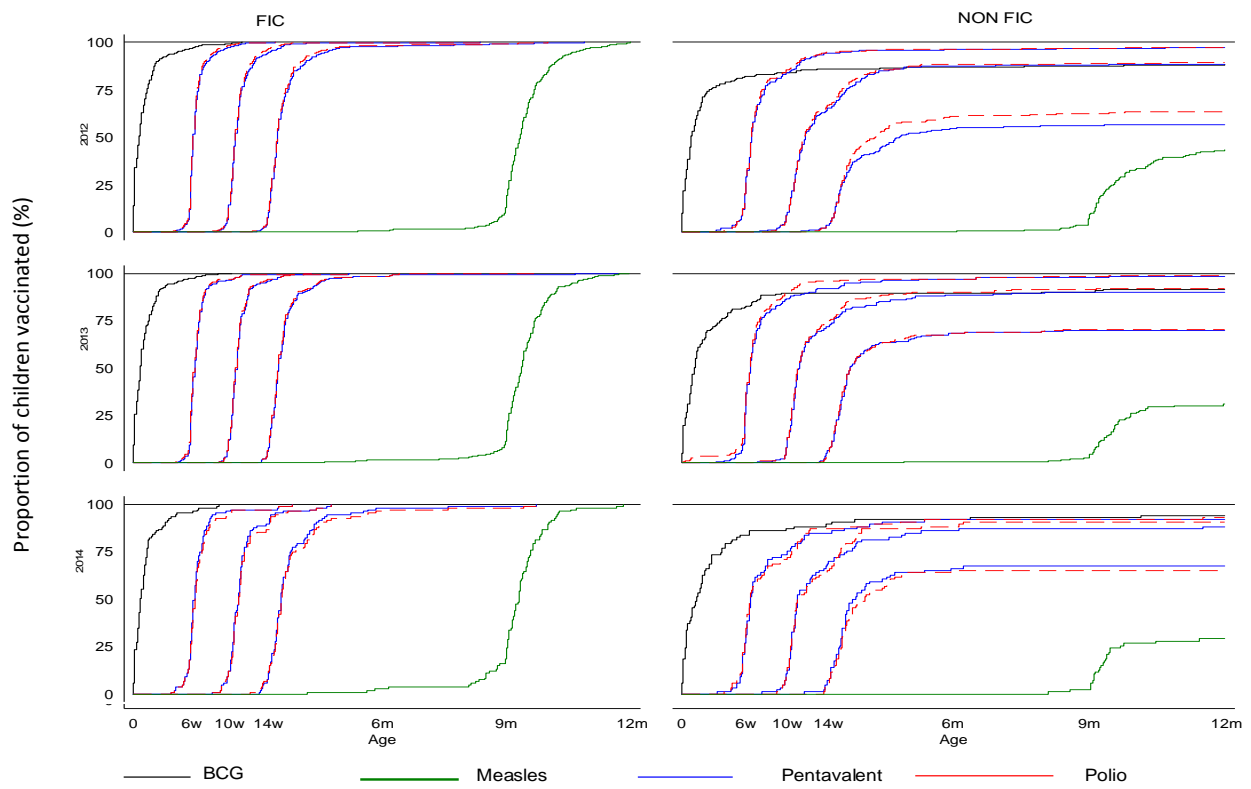 FIC
NON FIC
Proportion of children vaccinated (%)
2012
100
75
50
25
0
2013
100
75
50
25
0
2014
100
75
50
25
0
-
0 6w 10w 14w 6m 9m 12m
Age
0 6w 10w 14w 6m 9m 12m
Age
BCG Measles Pentavalent Polio